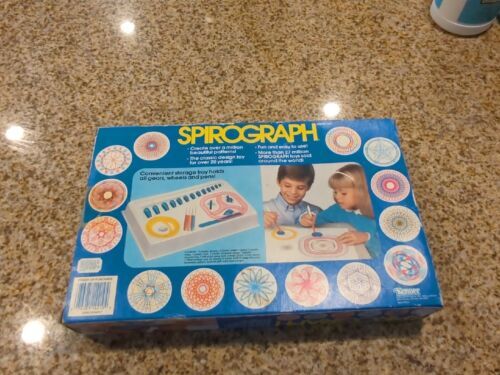 SPIROGRAPH
• Create over a million
beautiful patterns!
• The classic design toy
for over 20 years!
• Fun and easy to use!
• More than 27 million
SPIROGRAPH toys sold
around the world!
Convenient storage tray holds
all gears, wheels and pens!
Kenner